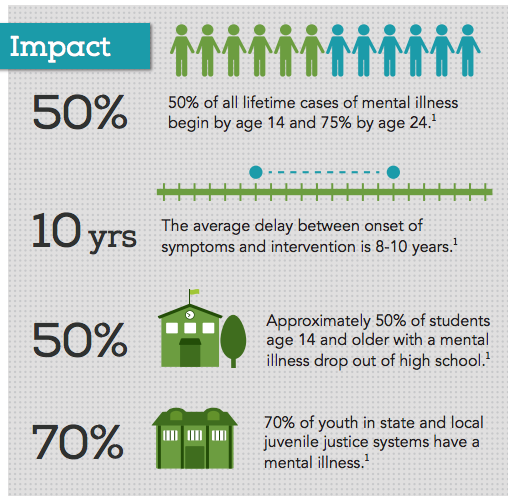 Impact
50%
50% of all lifetime cases of mental illness
begin by age 14 and 75% by age 24.¹
10 yrs
The average delay between onset of
symptoms and intervention is 8-10 years.¹
50%
Approximately 50% of students
age 14 and older with a mental
illness drop out of high school.¹
70%
70% of youth in state and local
juvenile justice systems have a
mental illness.¹